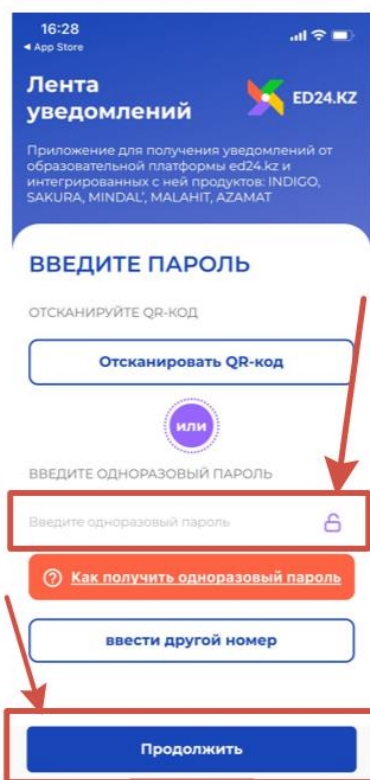 16:28
◀ App Store
Лента
уведомлений
ED24.KZ
Приложение для получения уведомлений от
образовательной платформы ed24.kz и
интегрированных с ней продуктов: INDIGO,
SAKURA, MINDAL', MALAHIT, AZAMAT
ВВЕДИТЕ ПАРОЛЬ
ОТСКАНИРУЙТЕ QR-КОД
Отсканировать QR-код
или
ВВЕДИТЕ ОДНОРАЗОВЫЙ ПАРОЛЬ
Введите одноразовый пароль
Как получить одноразовый пароль
ввести другой номер
Продолжить